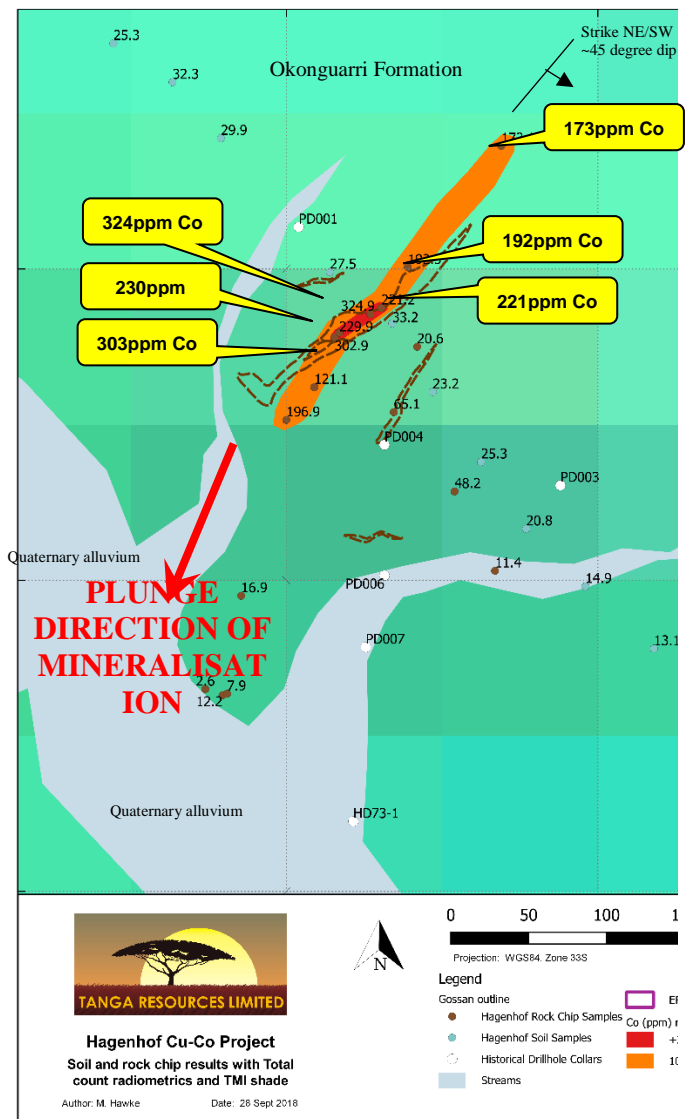 25.3
Strike NE/SW
~45 degree dip
32.3
Okonguarri Formation
29.9
173ppm Co
324ppm Co
PD001
192ppm Co
27.5
230ppm
324.9
221.2
221ppm Co
33.2
229.9
303ppm Co
302.9
20.6
121.1
23.2
196.9
65.1
PD004
25.3
PD003
48.2
20.8
Quaternary alluvium
11.4
PD006
14.9
16.9
PLUNGE
DIRECTION OF
MINERALISAT
ION
PD007
13.1
2.6
7.9
12.2
Quaternary alluvium
HD73-1
0 50 100
Projection: WGS84. Zone 33S
N
Legend
Gossan outline
Hagenhof Rock Chip Samples
Hagenhof Soil Samples
Historical Drillhole Collars
Streams
Co (ppm)
TANGA RESOURCES LIMITED
Hagenhof Cu-Co Project
Soil and rock chip results with Total
count radiometrics and TMI shade
Author: M. Hawke Date: 28 Sept 2018